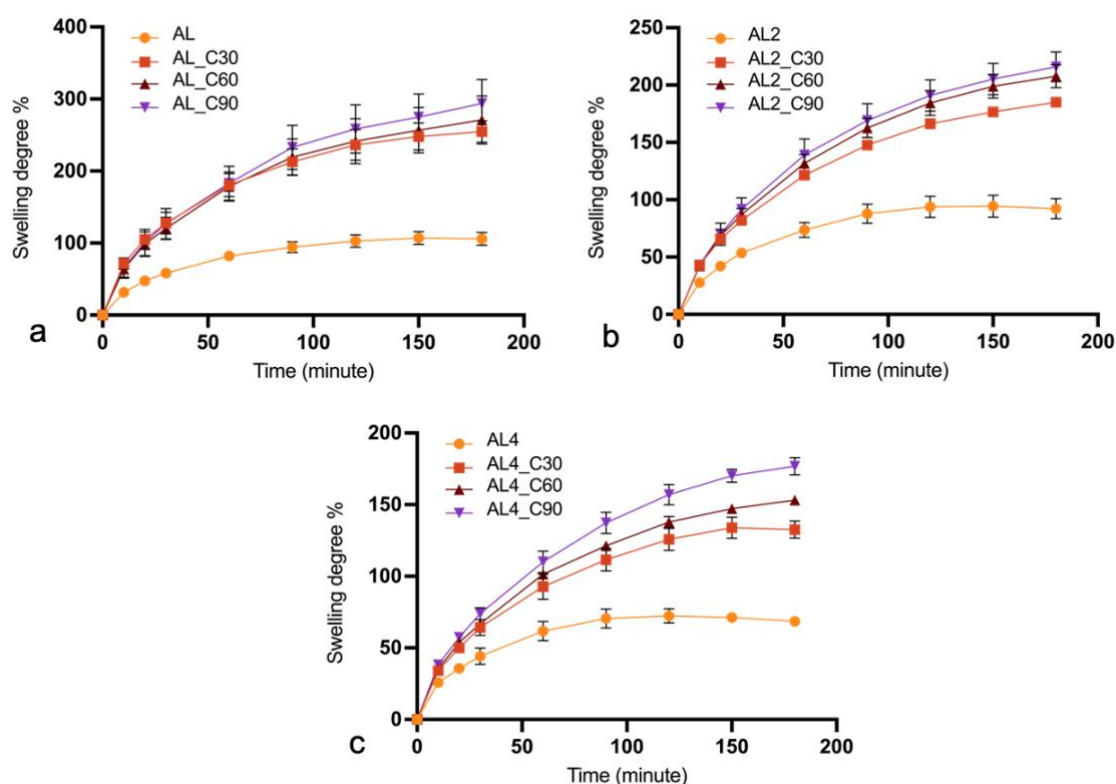 400
300
200
100
0
Swelling degree %
AL
AL_C30
AL_C60
AL_C90
0
50
100
150
200
Time (minute)
a
250
200
150
100
50
0
Swelling degree %
AL2
AL2_C30
AL2_C60
AL2_C90
0
50
100
150
200
Time (minute)
b
200
150
100
50
0
Swelling degree %
AL4
AL4_C30
AL4_C60
AL4_C90
0
50
100
150
200
Time (minute)
c